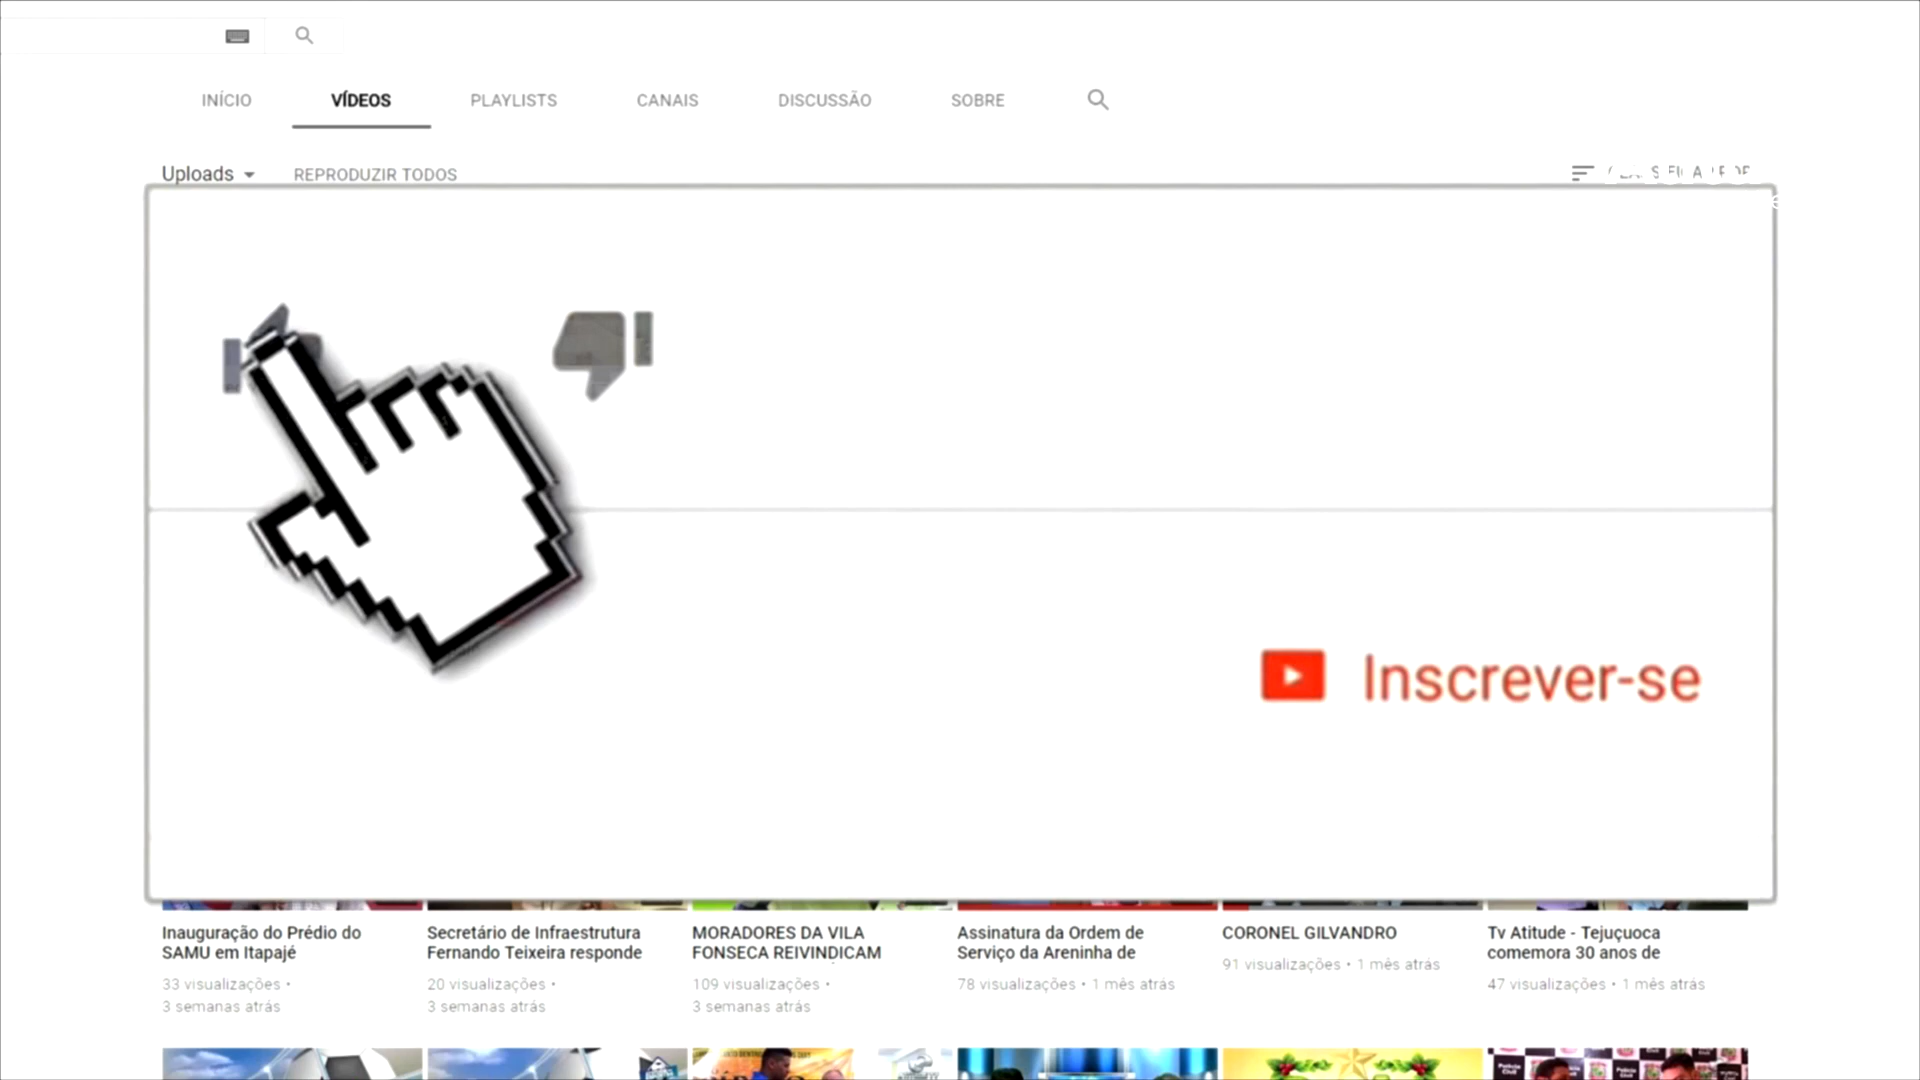 INÍCIO VÍDEOS PLAYLISTS CANAIS DISCUSSÃO SOBRE
Uploads REPRODUZIR TODOS
Inscrever-se
Inauguração do Prédio do
SAMU em Itapajé
33 visualizações •
3 semanas atrás
Secretário de Infraestrutura
Fernando Teixeira responde
20 visualizações •
3 semanas atrás
MORADORES DA VILA
FONSECA REIVINDICAM
109 visualizações •
3 semanas atrás
Assinatura da Ordem de
Serviço da Areninha de
78 visualizações • 1 mês atrás
CORONEL GILVANDRO
91 visualizações • 1 mês atrás
Tv Atitude - Tejuçuoca
comemora 30 anos de
47 visualizações • 1 mês atrás